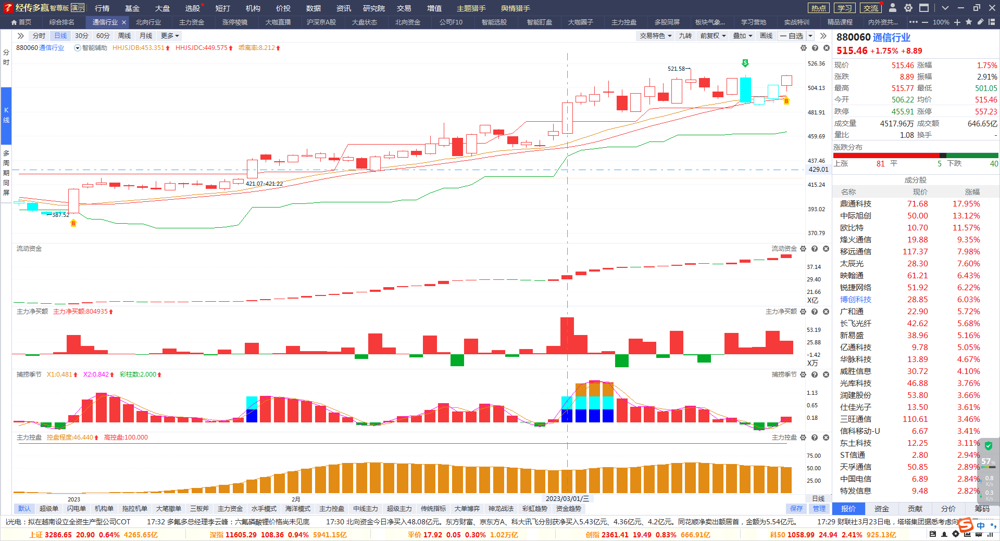 经传多赢 智尊版 演示 行情 基金 大盘 选股 短打 机构 价投 数据 资讯 研究院 交易 增值 主题猎手 舆情猎手 热点 学习 交流
首页 综合排名 通信行业 × 北向行业 主力资金 涨停棱镜 大咖直播 沪深京A股 大盘状态 北向资金 公司F10 智能选股 智能盯盘 大咖圈子 主力控盘 多股同屏 板块气象... 学习营地 实战特训 精品课程 内外资共... ••• — 100% +
分时 日线 30分 60分 周线 月线 更多 交易特色 九转 前复权 叠加 画线 自选
分时
K线
多周期同屏
880060通信行业 智能辅助 HHJSJDB:453.351 HHJSJDC:449.575 乖离率:8.212
521.58
S
B
421.07-421.22
387.52
B
526.36
504.13
481.91
459.69
437.46
429.01
415.24
393.02
370.79
流动资金 流动资金
37.14
29.40
21.66
X亿
主力净买额 主力净买额:804935 主力净买额
53.19
25.88
-1.42
X万
捕捞季节 X1:0.481 X2:0.842 彩柱数:2.000 捕捞季节
1.13
0.65
0.18
主力控盘 控盘程度:46.440 高控盘:100.000 主力控盘
75.00
50.00
25.00
2023 2月 2023/03/01/三 日线
默认 超级单 闪电单 机构单 拖拉机单 大笔撤单 三板斧 主力资金 水手模式 海洋模式 主力控盘 中线主力 超级主力 传统指标 大单博弈 神龙战法 彩虹趋势 资金趋势 保存 管理
880060 通信行业
515.46 +1.75% +8.89
现价 515.46 涨幅 1.75%
涨跌 8.89 振幅 2.91%
最高 515.77 最低 501.05
今开 506.22 均价 515.46
跌停 455.91 涨停 557.23
成交量 4517.96万 成交额 646.65亿
量比 1.08 换手 -
涨跌分布
上涨 81 平 5 下跌 40
成分股
名称 现价 涨幅
鼎通科技 71.68 17.95%
中际旭创 50.00 13.12%
欧比特 10.70 11.57%
烽火通信 19.88 9.35%
移远通信 117.37 7.98%
太辰光 28.30 7.60%
映翰通 61.21 6.43%
锐捷网络 51.92 6.22%
博创科技 28.85 6.03%
广和通 22.90 5.72%
长飞光纤 42.62 5.68%
新易盛 38.96 5.16%
亿通科技 9.78 5.05%
华脉科技 13.89 4.67%
威胜信息 30.72 4.10%
光库科技 46.88 3.76%
润建股份 53.80 3.66%
仕佳光子 13.50 3.61%
三旺通信 110.61 3.46%
信科移动-U 6.67 3.41%
东土科技 12.25 3.11%
ST信通 2.80 2.94%
天孚通信 50.85 2.89%
中国电信 6.89 2.84%
特发信息 9.48 2.82%
57%
0.8 K/s
0.3 K/s
报价 资金 贡献 分价 筹码
光电：拟在越南设立全资生产型公司COT 17:32 多氟多总经理李云峰：六氟磷酸锂价格尚未见底 17:30 北向资金今日净买入48.08亿元。东方财富、京东方A、科大讯飞分别获净买入5.43亿元、4.36亿元、4.2亿元。同花顺净卖出额居首，金额为5.54亿元。 17:29 财联社3月23日电，塔塔集团据悉考虑向
上证 3286.65 20.90 0.64% 4265.65亿 深指 11605.29 108.36 0.94% 5941.15亿 平价 17.92 0.05 0.30% 1.02万亿 创指 2361.41 19.49 0.83% 666.91亿 科50 1058.99 24.94 2.41% 925.13亿
S 中